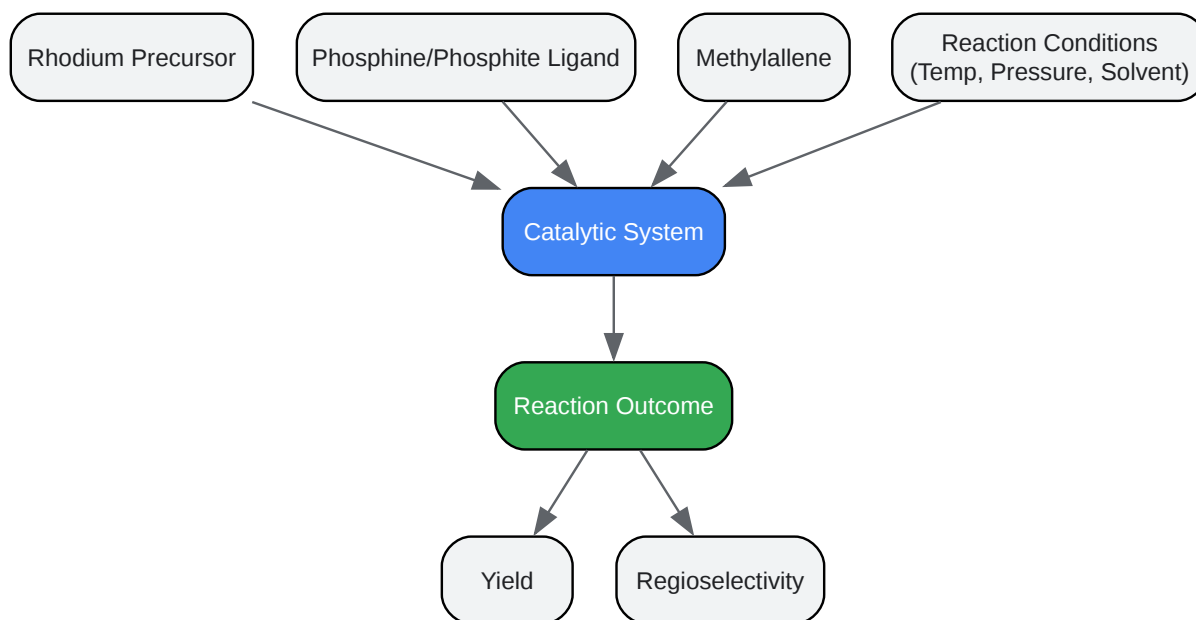 Rhodium Precursor
Phosphine/Phosphite Ligand
Methylallene
Reaction Conditions
(Temp, Pressure, Solvent)
Catalytic System
Reaction Outcome
Yield
Regioselectivity